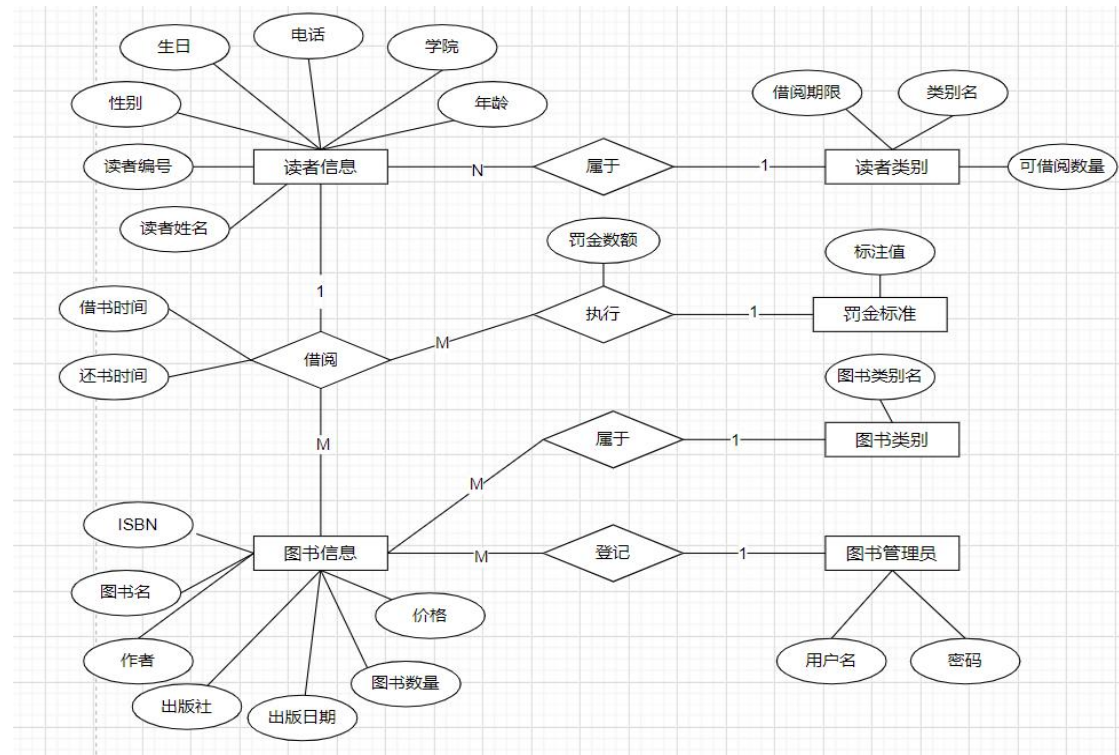 生日
电话
学院
性别
年龄
借阅期限
类别名
读者编号
读者信息
N
属于
1
读者类别
可借阅数量
读者姓名
罚金数额
标注值
借书时间
1
执行
1
罚金标准
还书时间
借阅
M
图书类别名
M
属于
1
图书类别
M
ISBN
图书信息
M
登记
1
图书管理员
图书名
价格
作者
图书数量
用户名
密码
出版社
出版日期